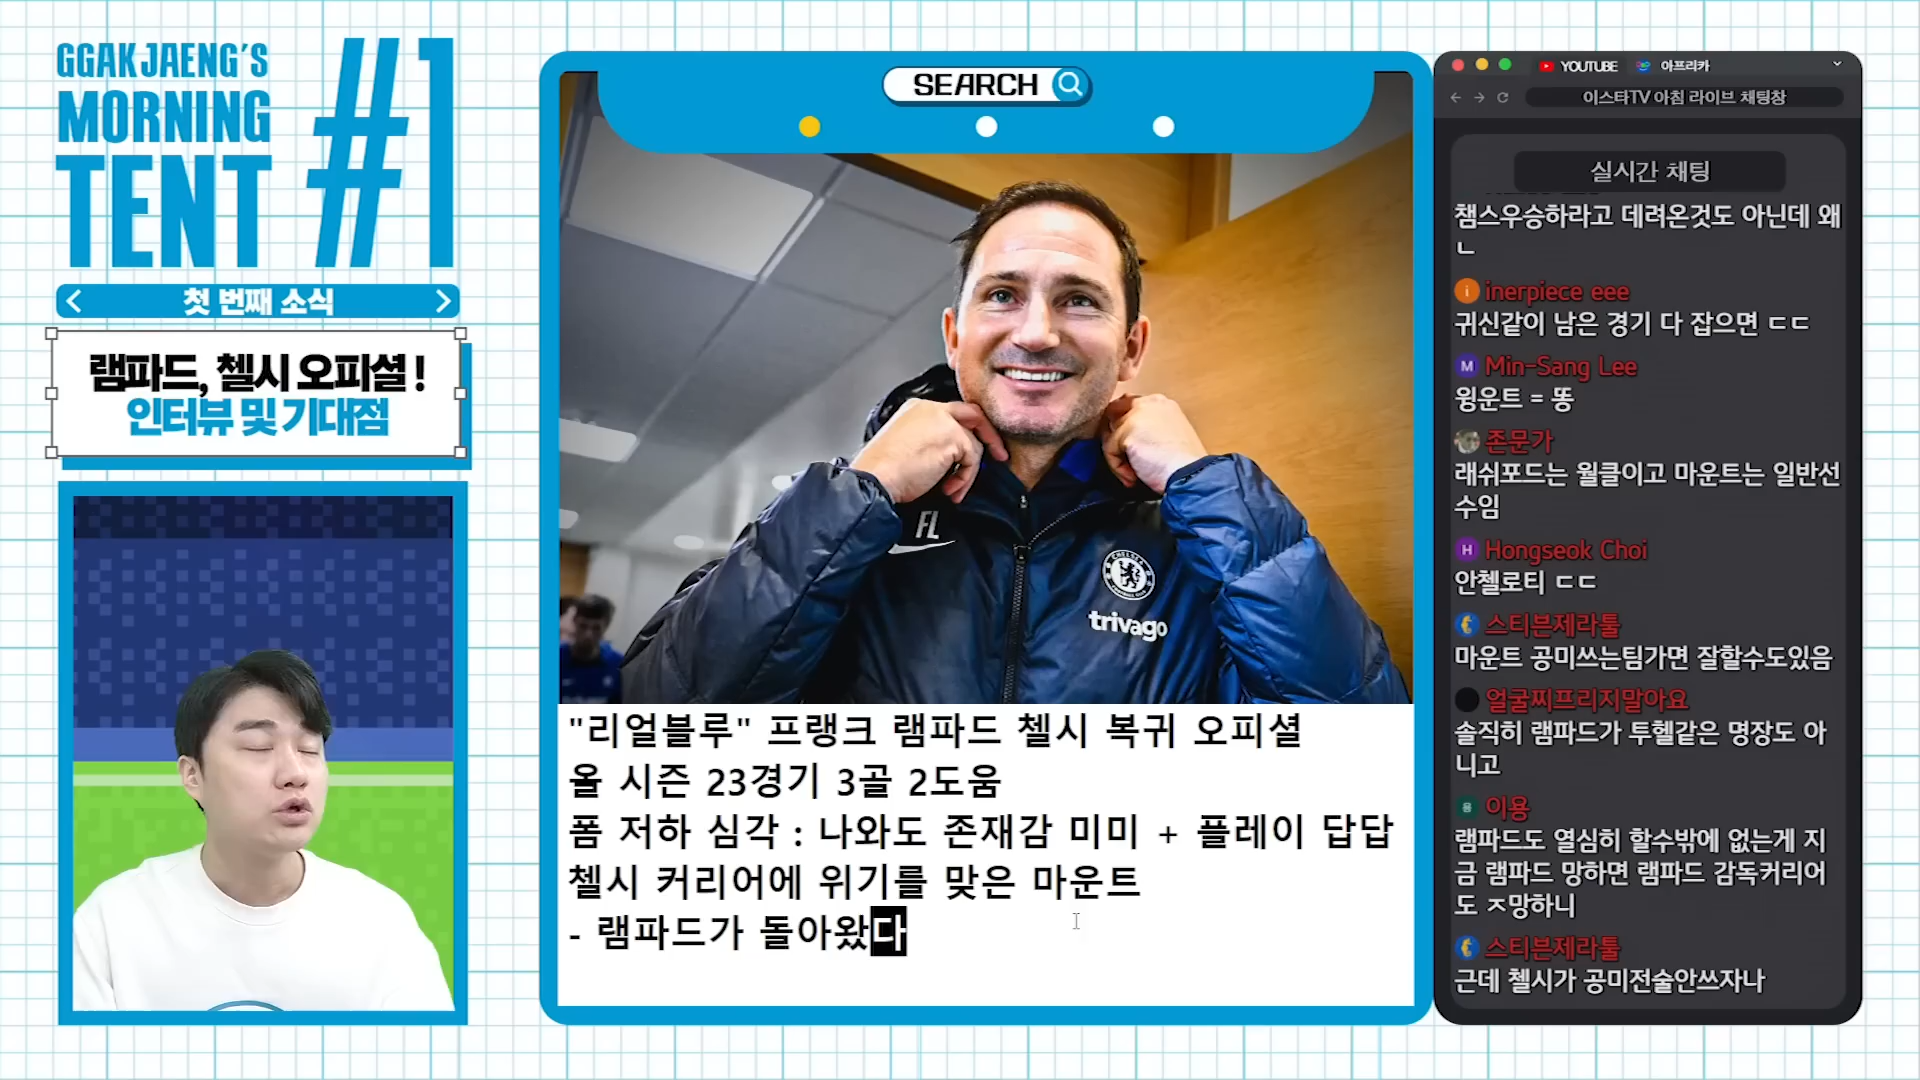 GGAKJAENG'S
MORNING
TENT
#1
첫 번째 소식
램파드, 첼시 오피셜 !
인터뷰 및 기대점
SEARCH
FL
CHELSEA
trivago
"리얼블루" 프랭크 램파드 첼시 복귀 오피셜
올 시즌 23경기 3골 2도움
폼 저하 심각 : 나와도 존재감 미미 + 플레이 답답
첼시 커리어에 위기를 맞은 마운트
- 램파드가 돌아왔다
YOUTUBE
아프리카
이스타TV 아침 라이브 채팅창
실시간 채팅
챔스우승하라고 데려온것도 아닌데 왜
ㄴ
i inerpiece eee
귀신같이 남은 경기 다 잡으면 ㄷㄷ
M Min-Sang Lee
윙운트 = 똥
존문가
래쉬포드는 월클이고 마운트는 일반선
수임
H Hongseok Choi
안첼로티 ㄷㄷ
스티븐제라툴
마운트 공미쓰는팀가면 잘할수도있음
얼굴찌프리지말아요
솔직히 램파드가 투헬같은 명장도 아
니고
용 이용
램파드도 열심히 할수밖에 없는게 지
금 램파드 망하면 램파드 감독커리어
도 ㅈ망하니
스티븐제라툴
근데 첼시가 공미전술안쓰자나